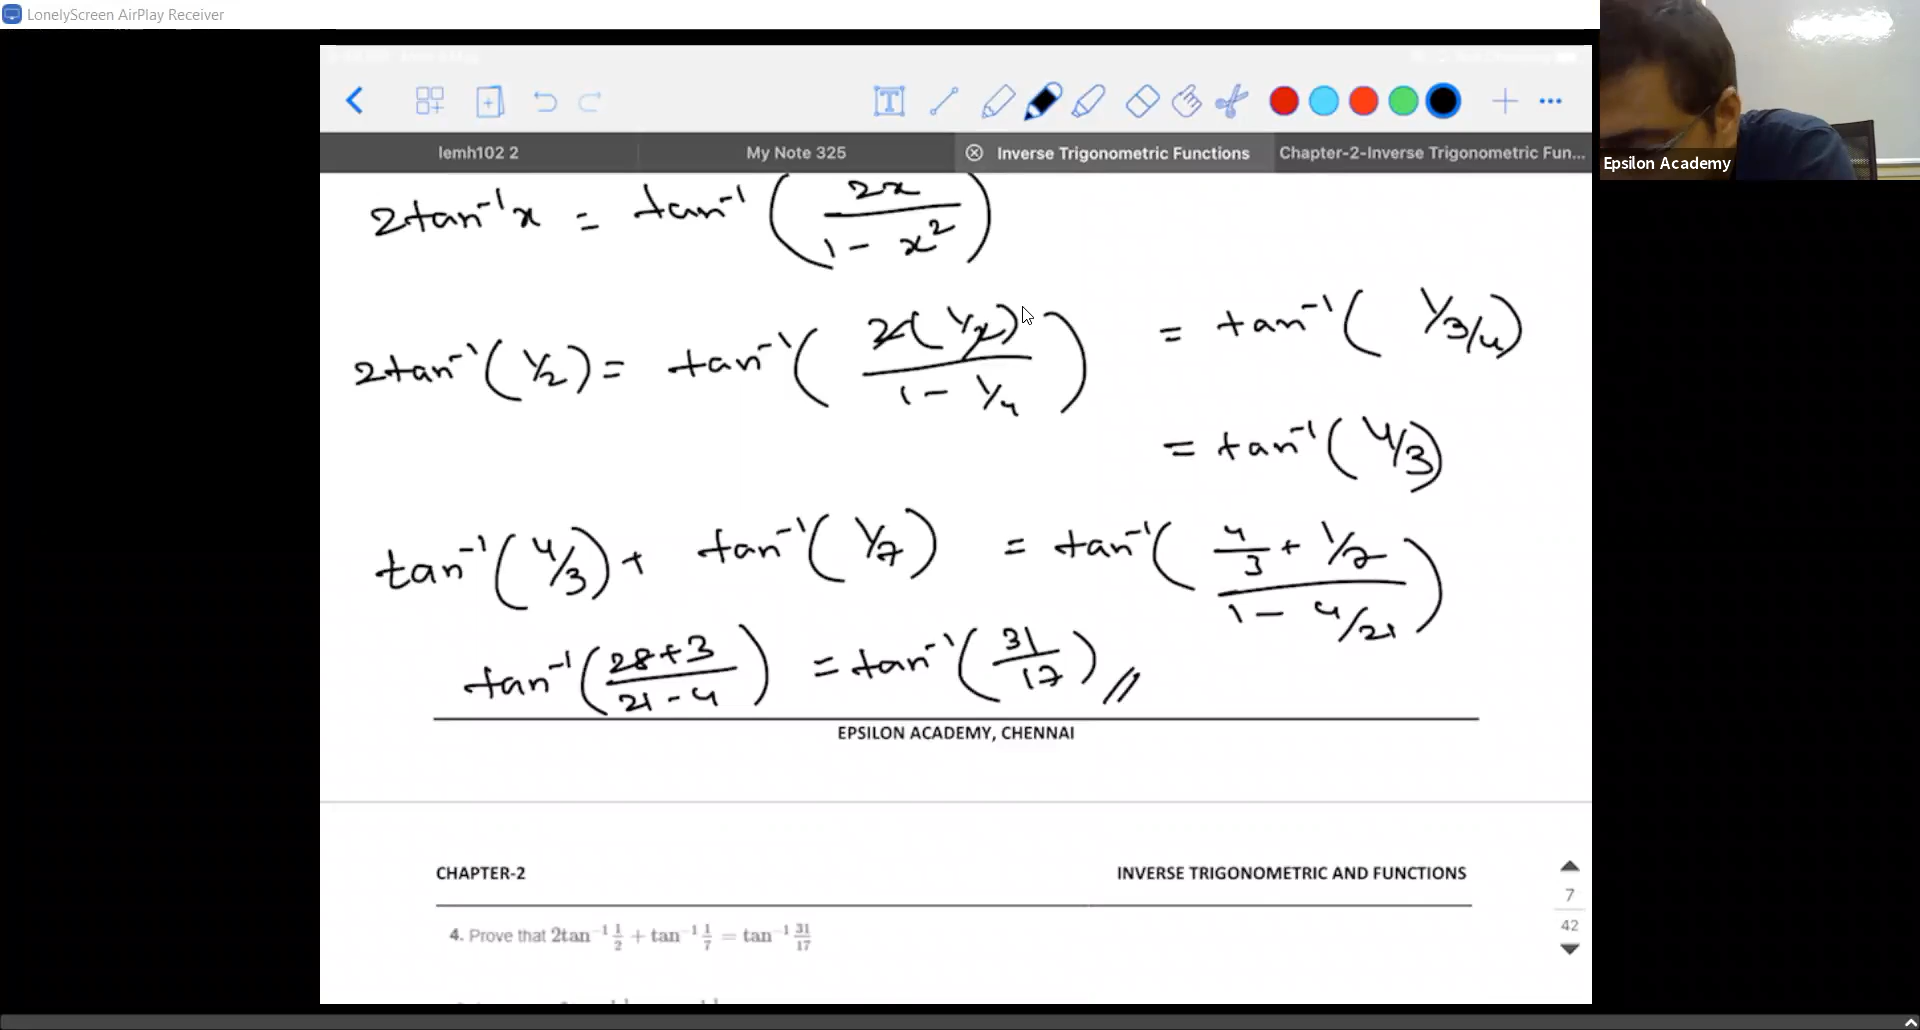 LonelyScreen AirPlay Receiver
Epsilon Academy
lemh102 2
My Note 325
Inverse Trigonometric Functions
Chapter-2-Inverse Trigonometric Fun...
2tan⁻¹x = tan⁻¹(2x / 1 - x²)
2tan⁻¹(1/2) = tan⁻¹(2(1/2) / 1 - 1/4) = tan⁻¹(1/3/4)
= tan⁻¹(4/3)
tan⁻¹(4/3) + tan⁻¹(1/7) = tan⁻¹(4/3 + 1/7 / 1 - 4/21)
tan⁻¹(28+3 / 21-4) = tan⁻¹(31/17) //
EPSILON ACADEMY, CHENNAI
CHAPTER-2
INVERSE TRIGONOMETRIC AND FUNCTIONS
7
42
4. Prove that 2tan⁻¹ 1/2 + tan⁻¹ 1/7 = tan⁻¹ 31/17